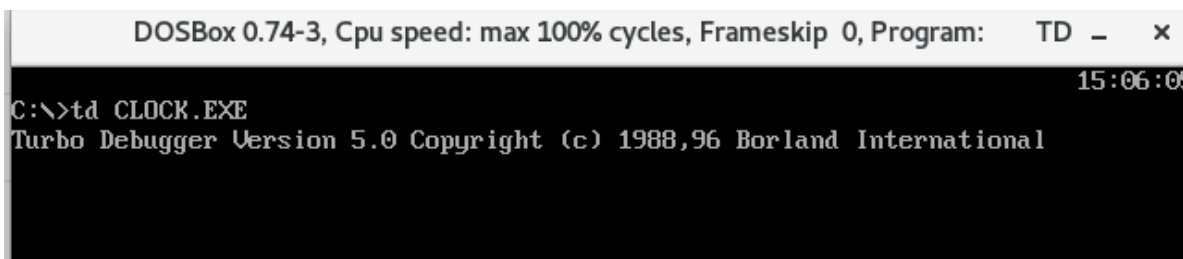 DOSBox 0.74-3, Cpu speed: max 100% cycles, Frameskip 0, Program: TD
15:06:0
C:\>td CLOCK.EXE
Turbo Debugger Version 5.0 Copyright (c) 1988,96 Borland International